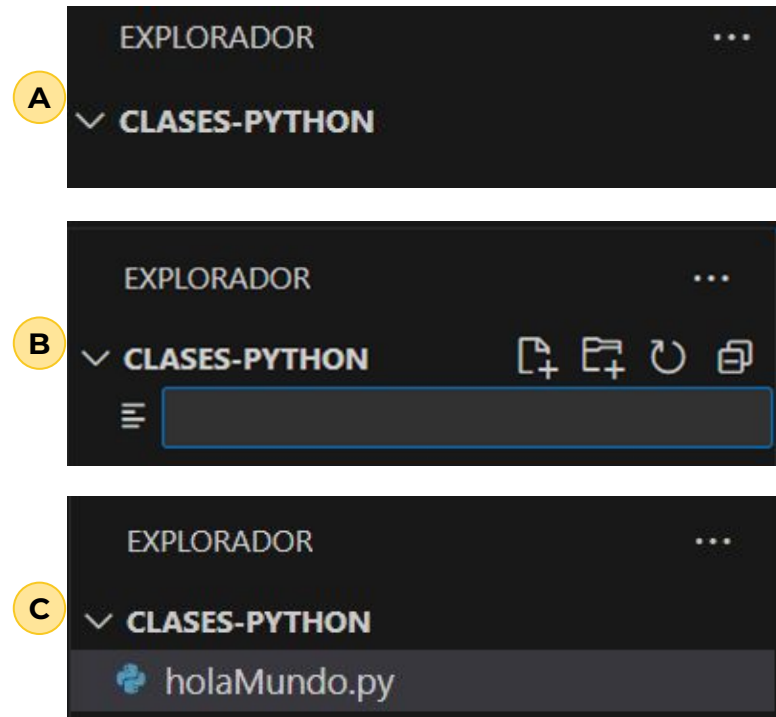 A
EXPLORADOR
CLASES-PYTHON
B
EXPLORADOR
CLASES-PYTHON
C
EXPLORADOR
CLASES-PYTHON
holaMundo.py